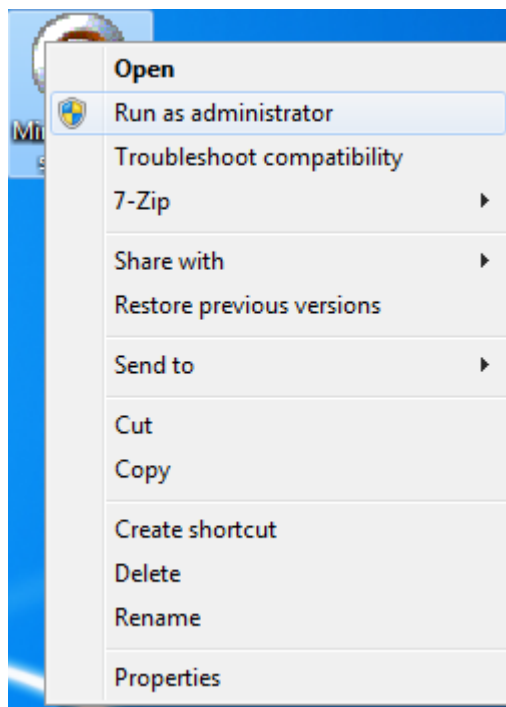 Open
Run as administrator
Troubleshoot compatibility
7-Zip
Share with
Restore previous versions
Send to
Cut
Copy
Create shortcut
Delete
Rename
Properties